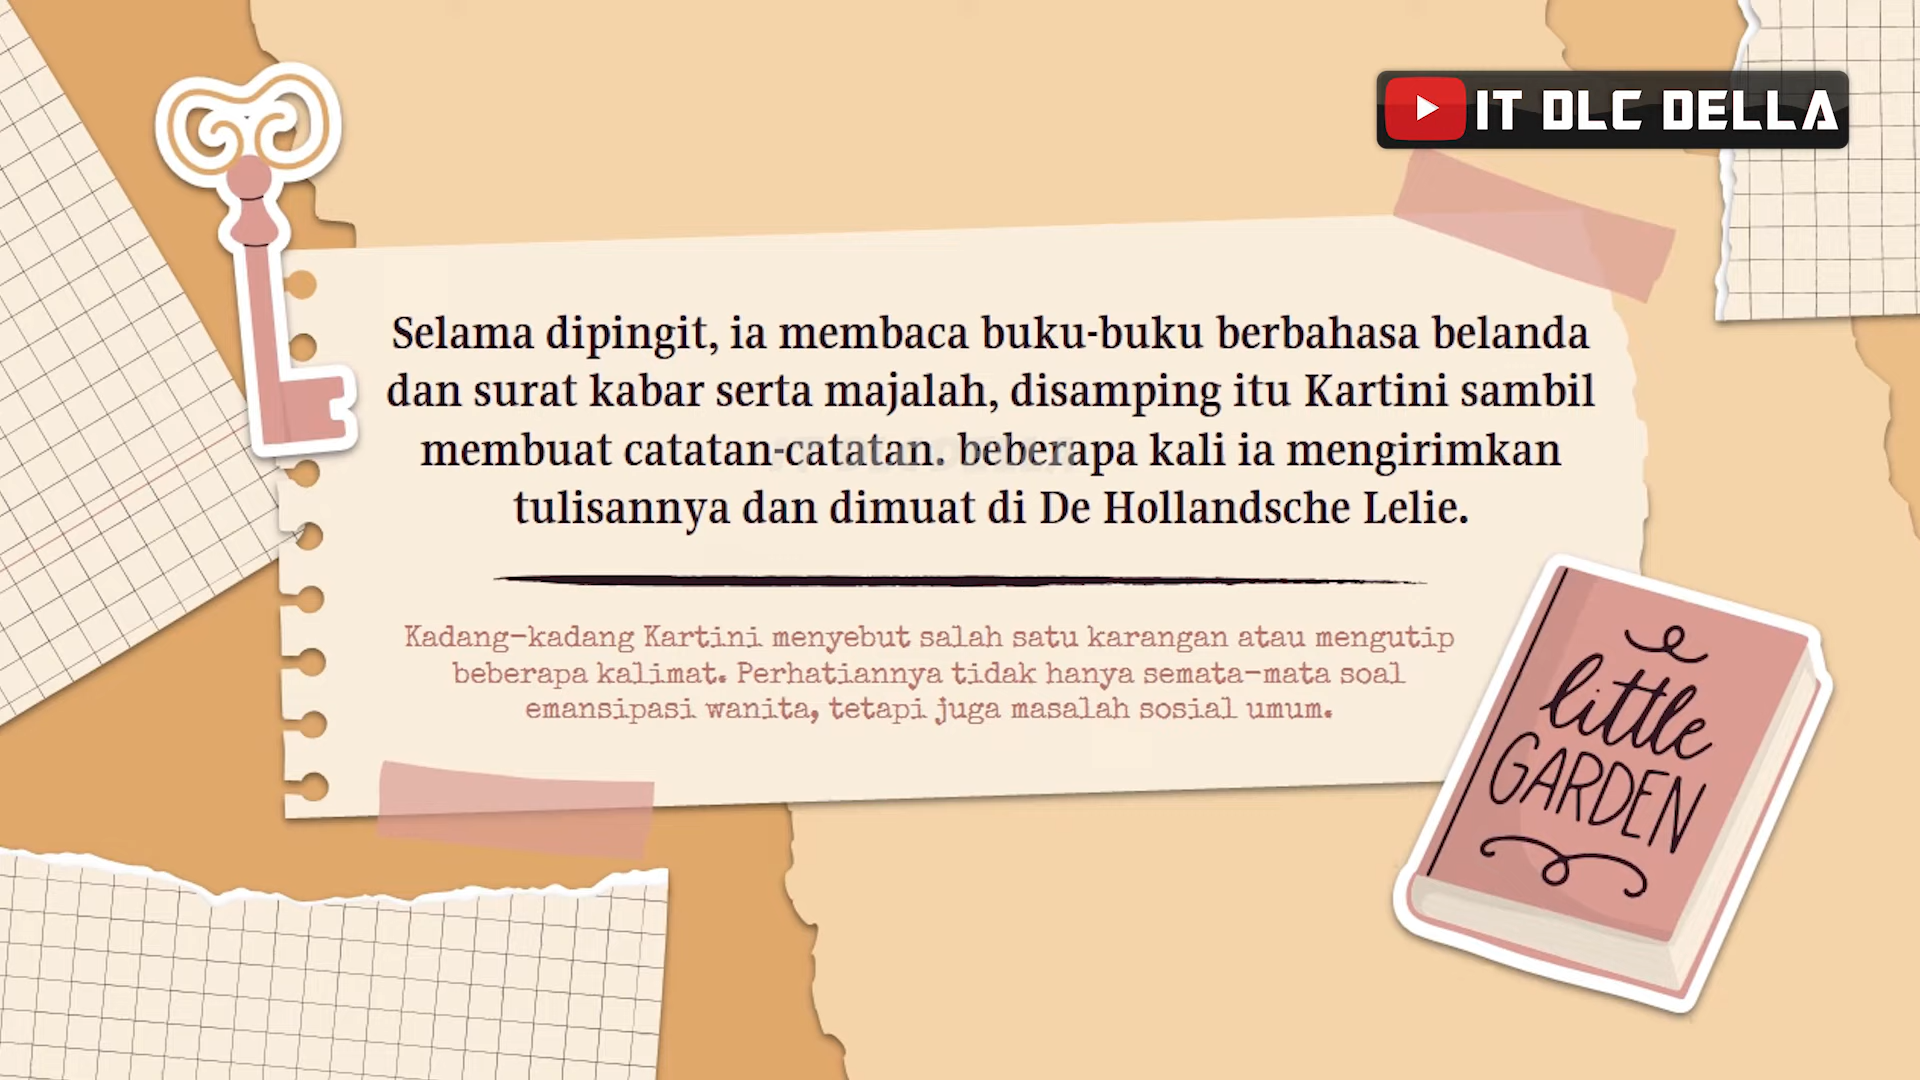 IT DLC DELLA
Selama dipingit, ia membaca buku-buku berbahasa belanda
dan surat kabar serta majalah, disamping itu Kartini sambil
membuat catatan-catatan. beberapa kali ia mengirimkan
tulisannya dan dimuat di De Hollandsche Lelie.
Kadang-kadang Kartini menyebut salah satu karangan atau mengutip
beberapa kalimat. Perhatiannya tidak hanya semata-mata soal
emansipasi wanita, tetapi juga masalah sosial umum.
little
GARDEN